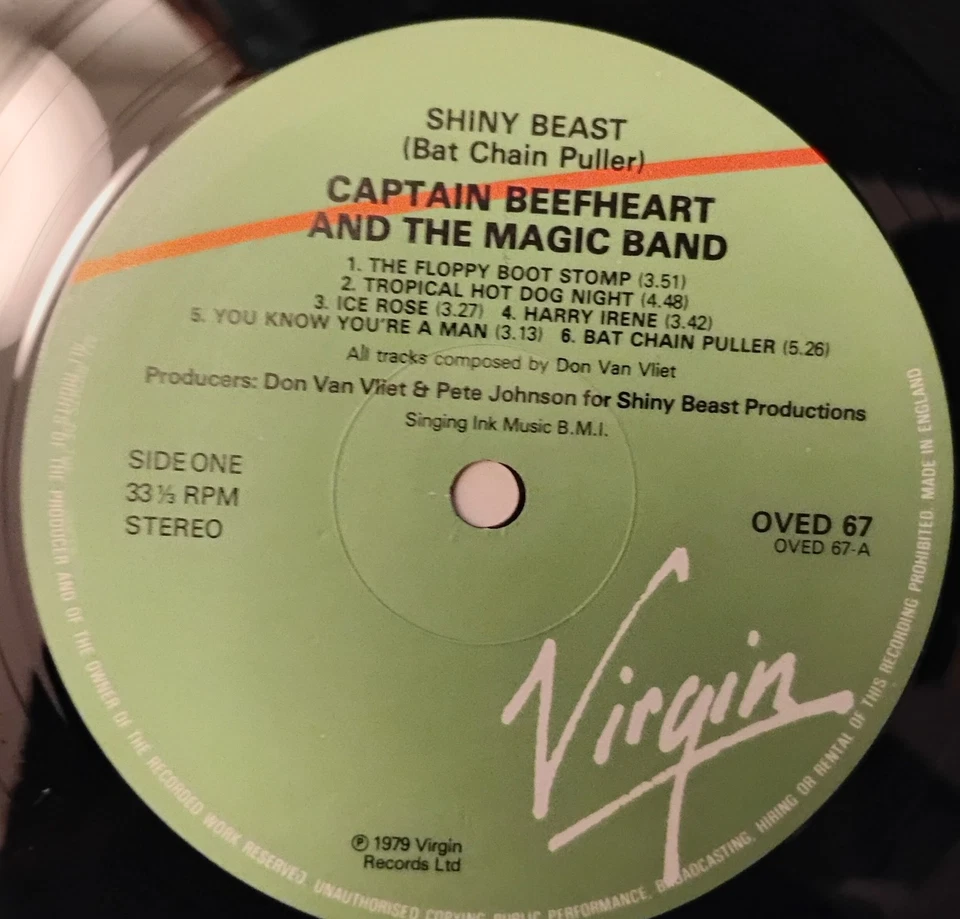 SHINY BEAST
(Bat Chain Puller)
CAPTAIN BEEFHEART
AND THE MAGIC BAND
1. THE FLOPPY BOOT STOMP (3.51)
2. TROPICAL HOT DOG NIGHT (4.48)
3. ICE ROSE (3.27) 4. HARRY IRENE (3.42)
5. YOU KNOW YOU'RE A MAN (3.13) 6. BAT CHAIN PULLER (5.26)
All tracks composed by Don Van Vliet
Producers: Don Van Vliet & Pete Johnson for Shiny Beast Productions
Singing Ink Music B.M.I.
SIDE ONE
33⅓ RPM
STEREO
OVED 67
OVED 67-A
Virgin
℗ 1979 Virgin
Records Ltd
ALL RIGHTS OF THE PRODUCER AND OF THE OWNER OF THE RECORDED WORK RESERVED. UNAUTHORISED COPYING, PUBLIC PERFORMANCE, BROADCASTING, HIRING OR RENTAL OF THIS RECORDING PROHIBITED. MADE IN ENGLAND